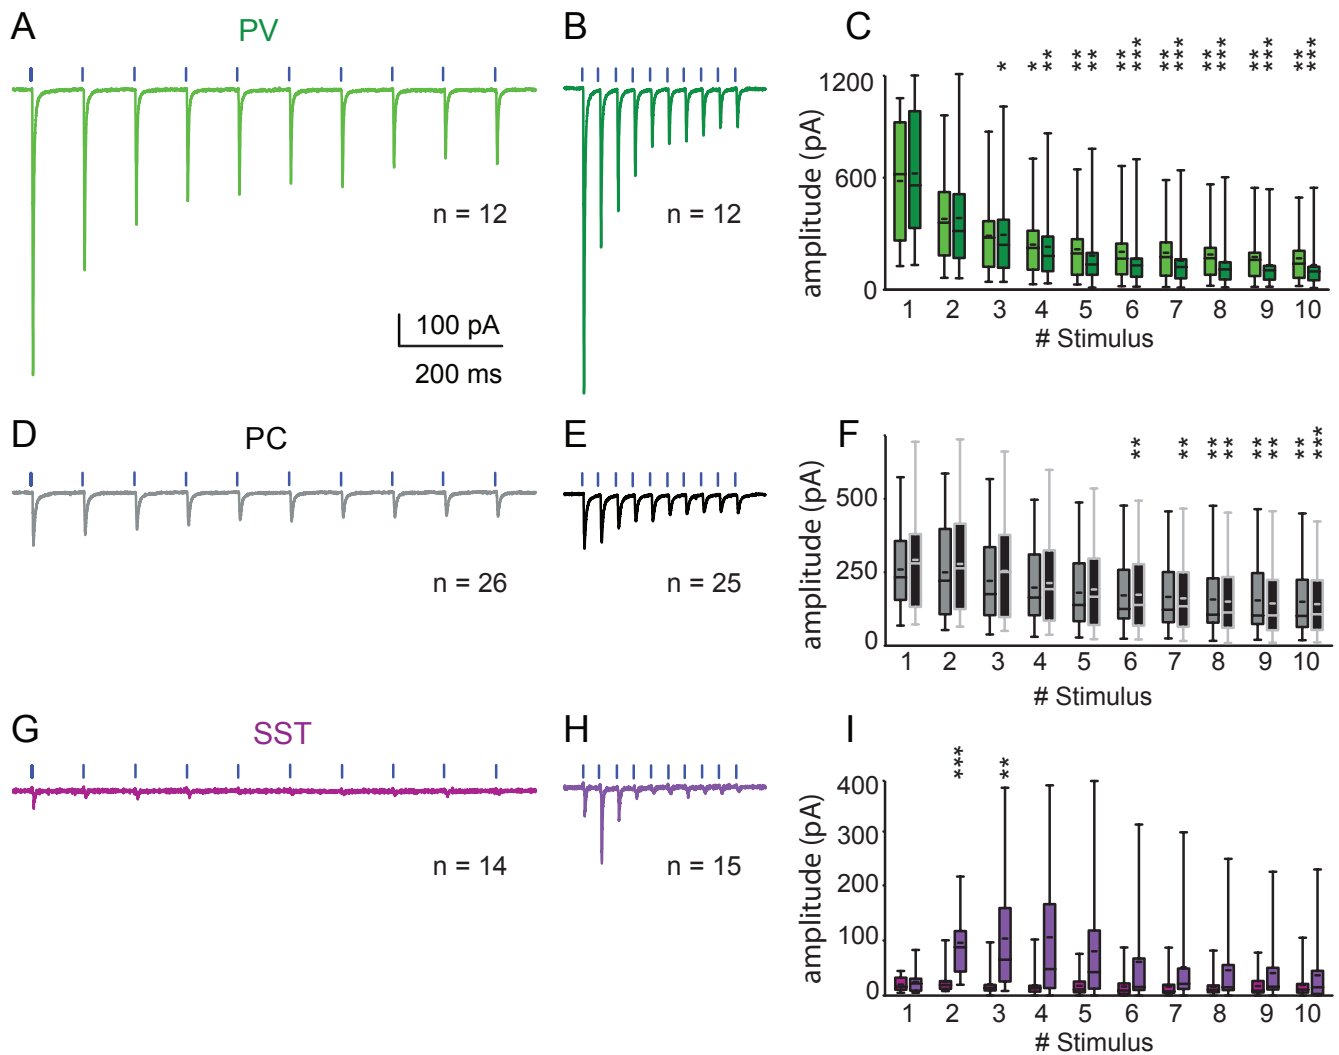 A
PV
n = 12
100 pA
200 ms
B
n = 12
C
* * ** ** ** ** *** ** *** ** *** ** *** ** ***
amplitude (pA)
1200
600
0
1 2 3 4 5 6 7 8 9 10
# Stimulus
D
PC
n = 26
E
n = 25
F
** ** ** ** ** ** ** ***
amplitude (pA)
500
250
0
1 2 3 4 5 6 7 8 9 10
# Stimulus
G
SST
n = 14
H
n = 15
I
*** **
amplitude (pA)
400
300
200
100
0
1 2 3 4 5 6 7 8 9 10
# Stimulus